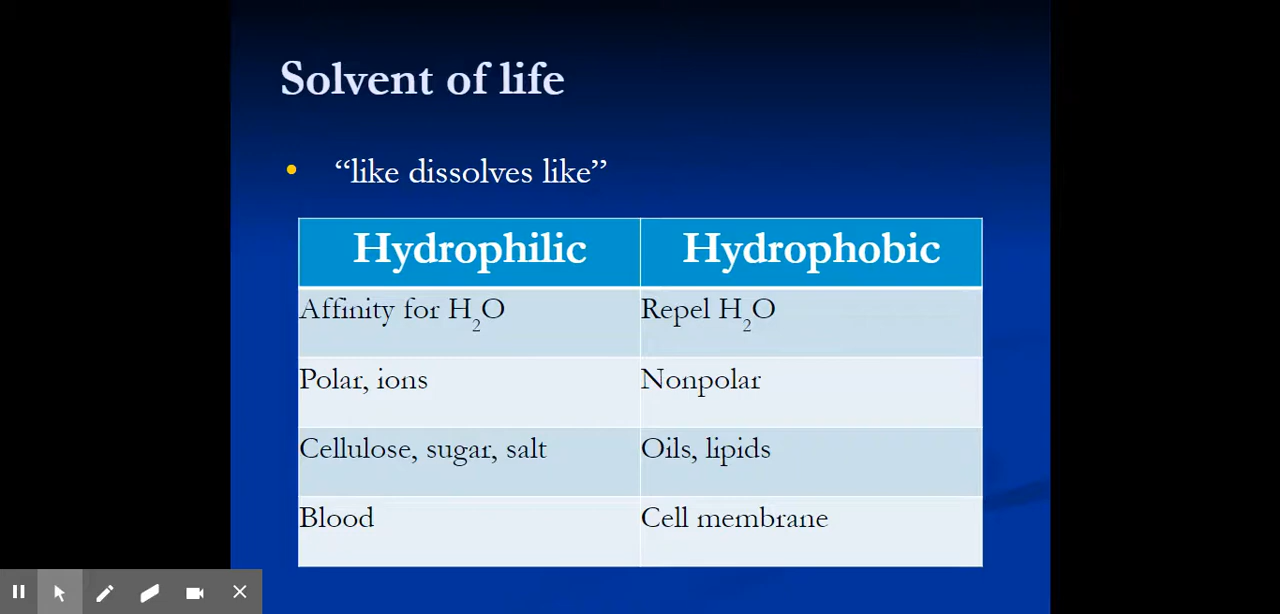 Solvent of life
• “like dissolves like”
Hydrophilic Hydrophobic
Affinity for H₂O Repel H₂O
Polar, ions Nonpolar
Cellulose, sugar, salt Oils, lipids
Blood Cell membrane